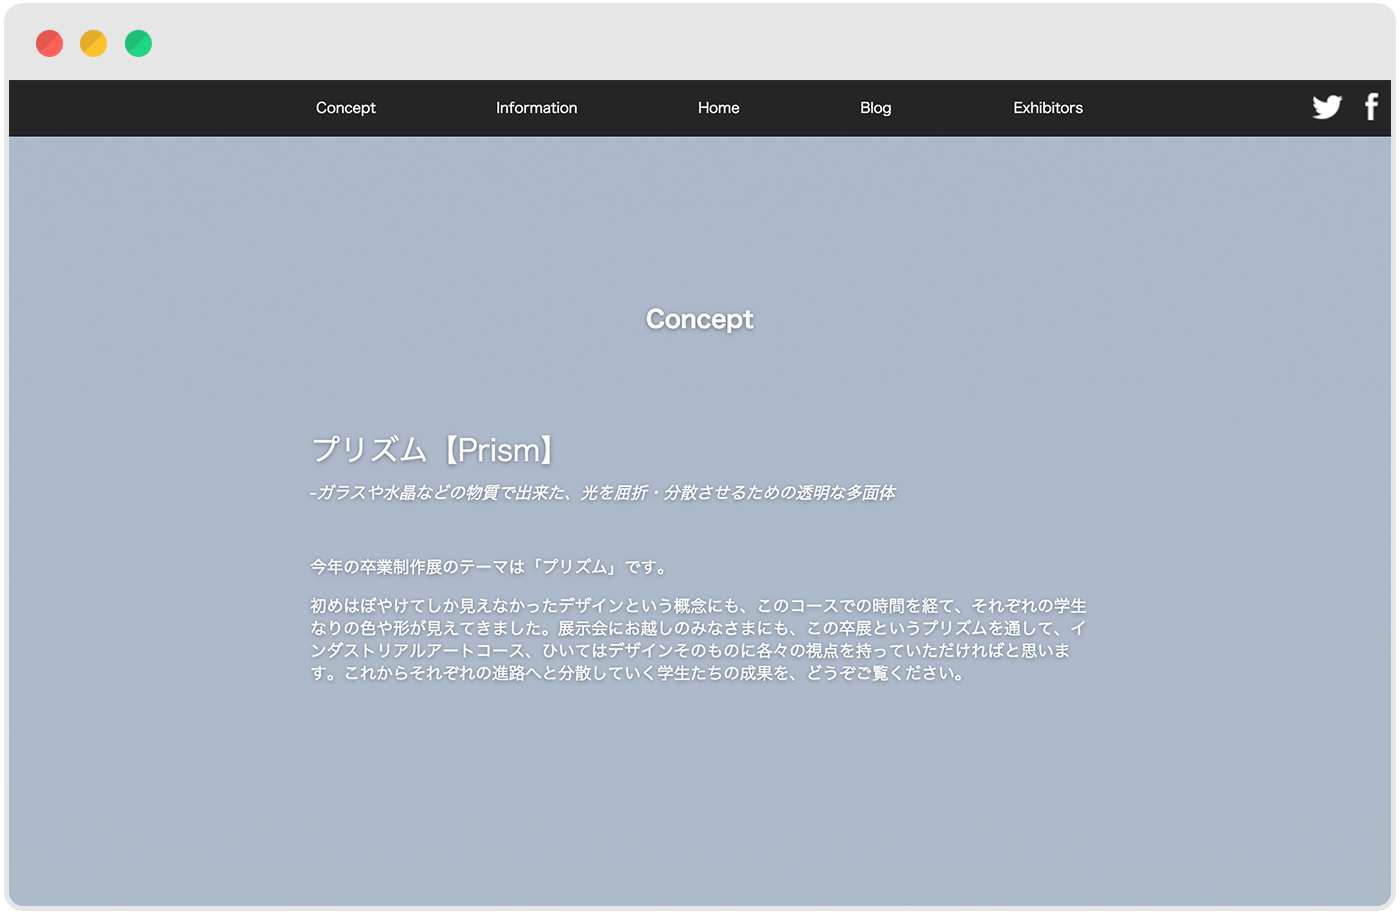 Concept Information Home Blog Exhibitors
Concept
プリズム【Prism】
-ガラスや水晶などの物質で出来た、光を屈折・分散させるための透明な多面体
今年の卒業制作展のテーマは「プリズム」です。
初めはぼやけてしか見えなかったデザインという概念にも、このコースでの時間を経て、それぞれの学生
なりの色や形が見えてきました。展示会にお越しのみなさまにも、この卒展というプリズムを通して、イ
ンダストリアルアートコース、ひいてはデザインそのものに各々の視点を持っていただければと思いま
す。これからそれぞれの進路へと分散していく学生たちの成果を、どうぞご覧ください。